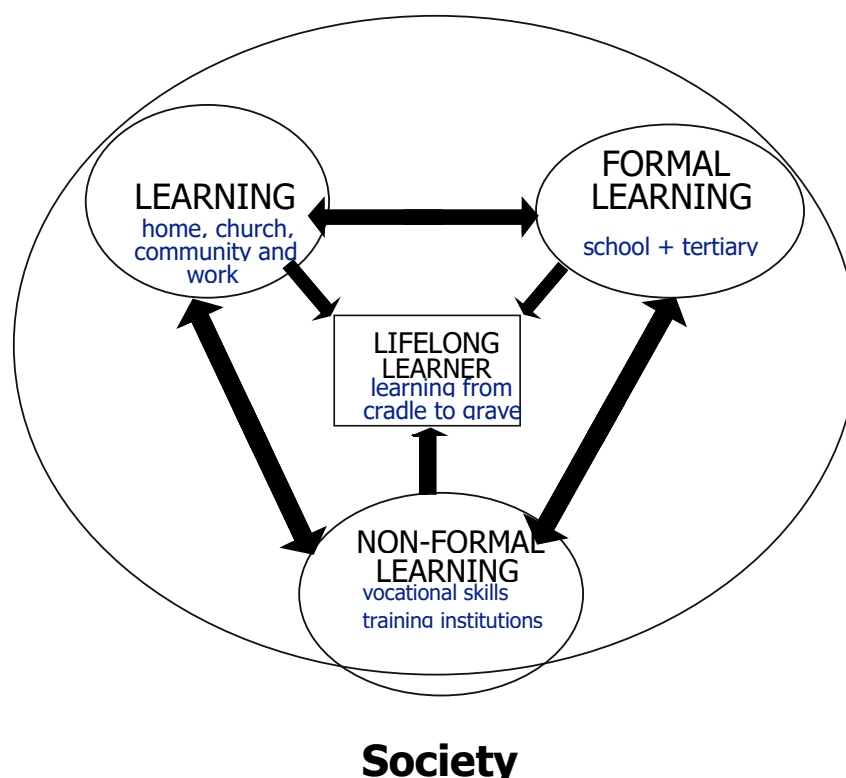 LEARNING
home, church,
community and
work
FORMAL
LEARNING
school + tertiary
LIFELONG
LEARNER
learning from
cradle to grave
NON-FORMAL
LEARNING
vocational skills
training institutions
Society